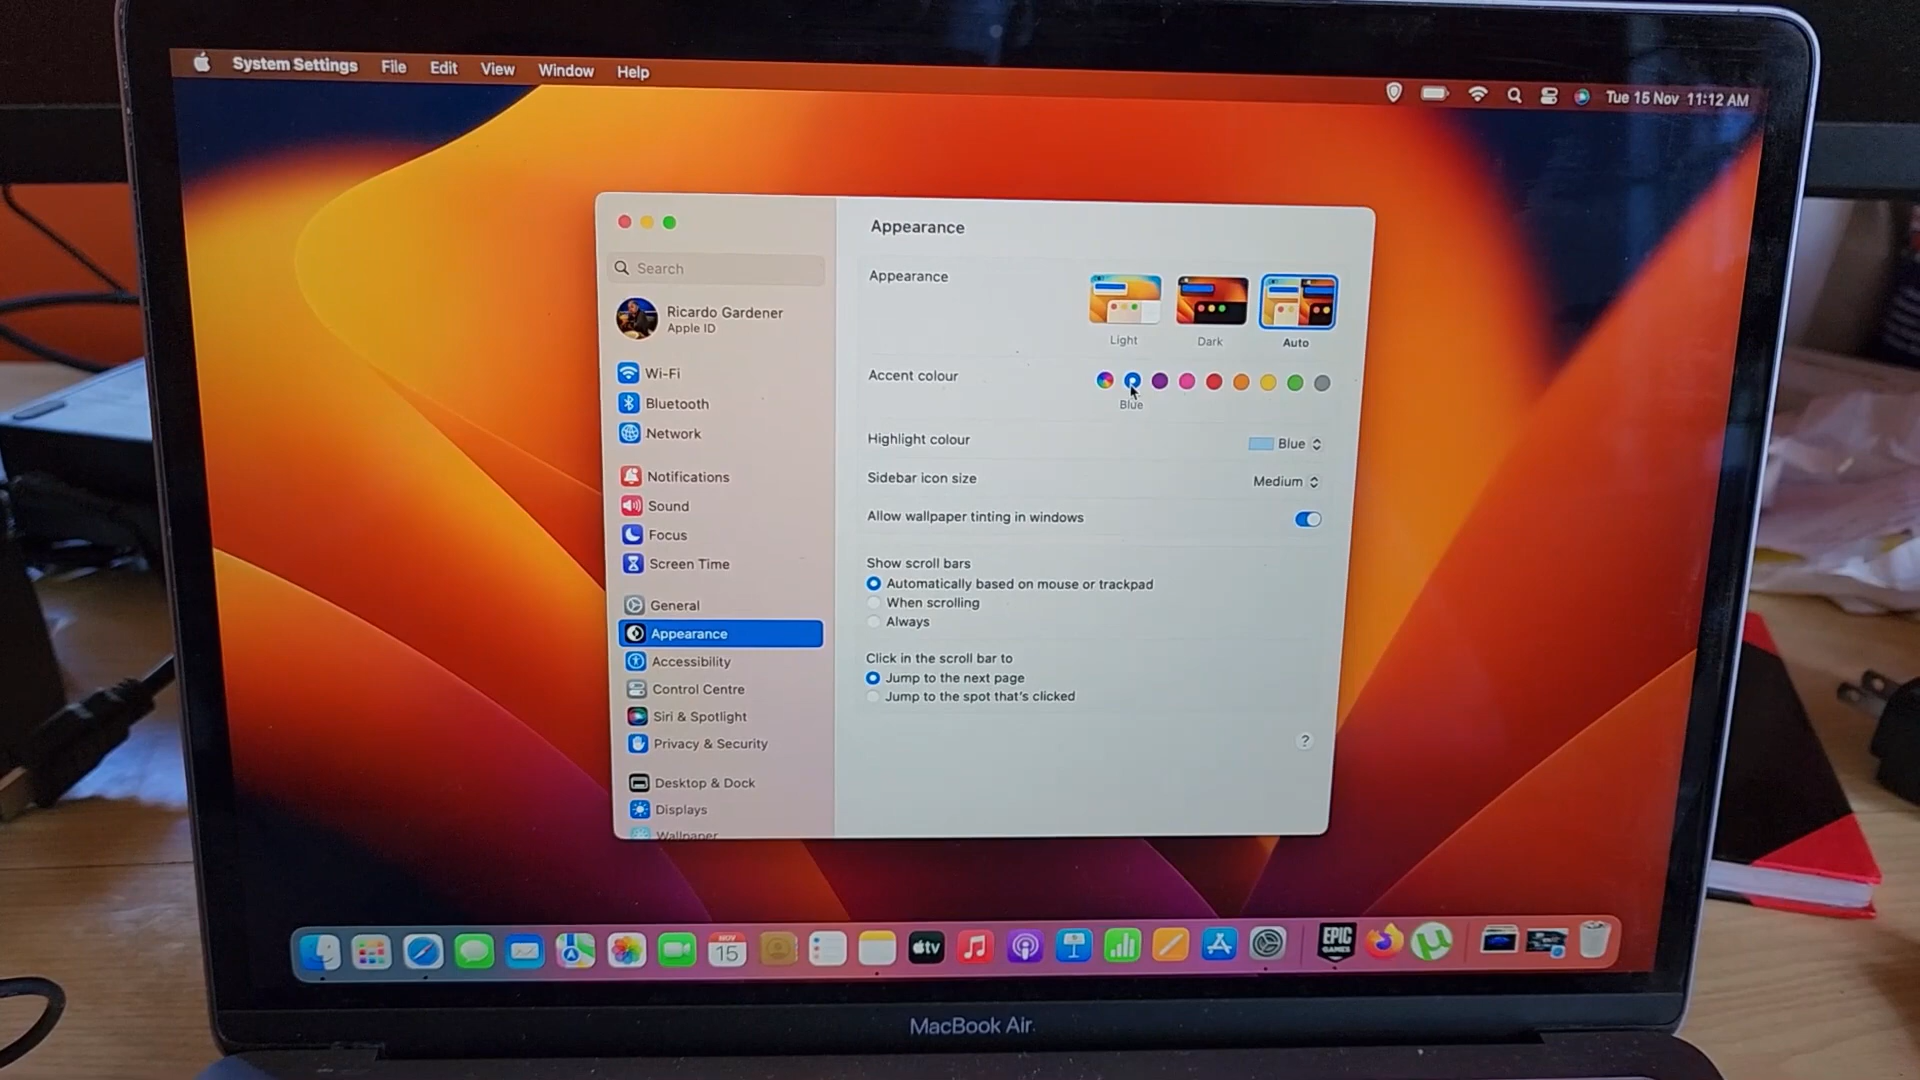 System Settings File Edit View Window Help
Tue 15 Nov 11:12 AM
Search
Ricardo Gardener
Apple ID
Wi-Fi
Bluetooth
Network
Notifications
Sound
Focus
Screen Time
General
Appearance
Accessibility
Control Centre
Siri & Spotlight
Privacy & Security
Desktop & Dock
Displays
Wallpaper
Appearance
Appearance
Light Dark Auto
Accent colour
Blue
Highlight colour Blue
Sidebar icon size Medium
Allow wallpaper tinting in windows
Show scroll bars
Automatically based on mouse or trackpad
When scrolling
Always
Click in the scroll bar to
Jump to the next page
Jump to the spot that's clicked
?
NOV
15
tv
EPIC
GAMES
MacBook Air